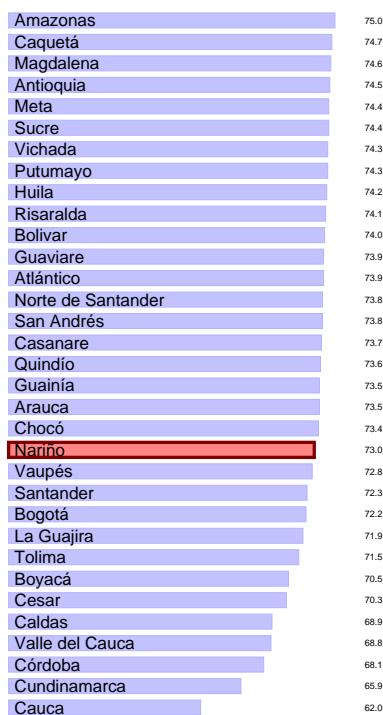 Amazonas 75.0
Caquetá 74.7
Magdalena 74.6
Antioquia 74.5
Meta 74.4
Sucre 74.4
Vichada 74.3
Putumayo 74.3
Huila 74.2
Risaralda 74.1
Bolivar 74.0
Guaviare 73.9
Atlántico 73.9
Norte de Santander 73.8
San Andrés 73.8
Casanare 73.7
Quindío 73.6
Guainía 73.5
Arauca 73.5
Chocó 73.4
Nariño 73.0
Vaupés 72.8
Santander 72.3
Bogotá 72.2
La Guajira 71.9
Tolima 71.5
Boyacá 70.5
Cesar 70.3
Caldas 68.9
Valle del Cauca 68.8
Córdoba 68.1
Cundinamarca 65.9
Cauca 62.0